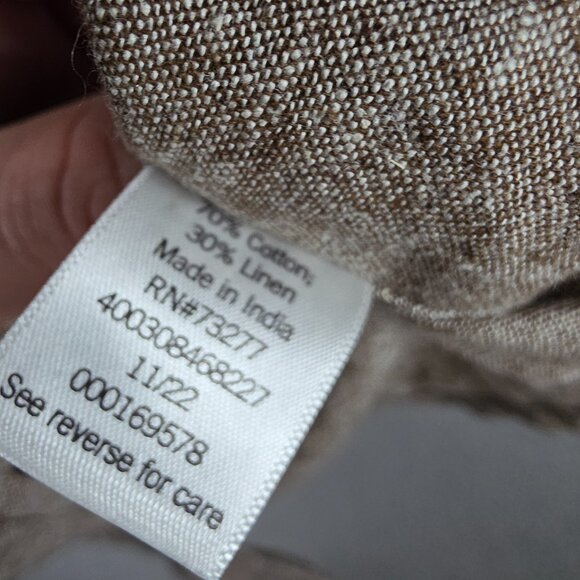 70% Cotton;
30% Linen
Made in India
RN#73277
400308468227
11/22
000169578
See reverse for care